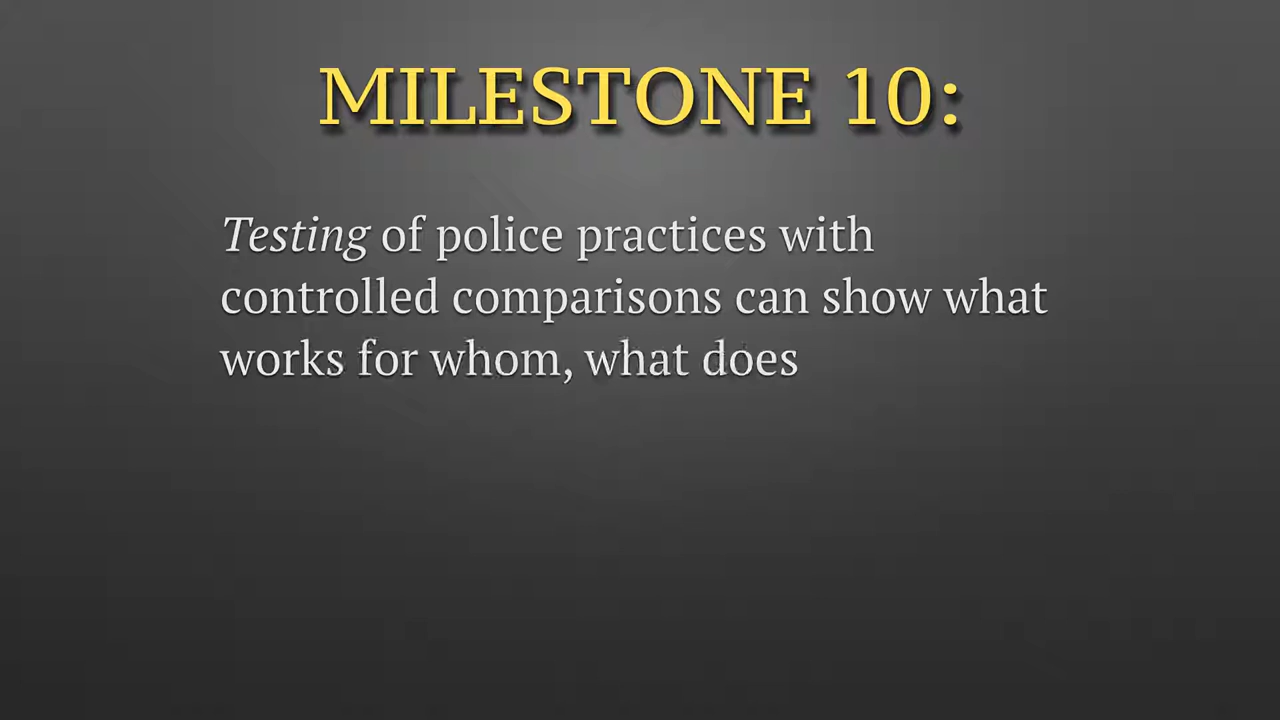 MILESTONE 10:
Testing of police practices with
controlled comparisons can show what
works for whom, what does